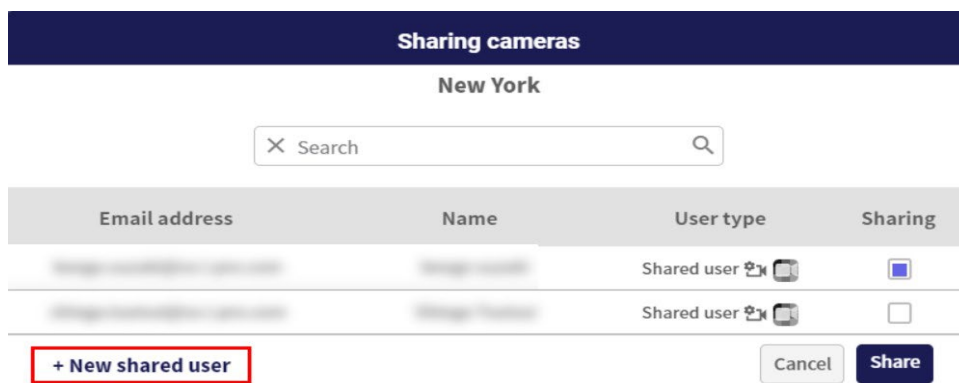 Sharing cameras
New York
Search
Email address Name User type Sharing
Shared user
Shared user
+ New shared user Cancel Share